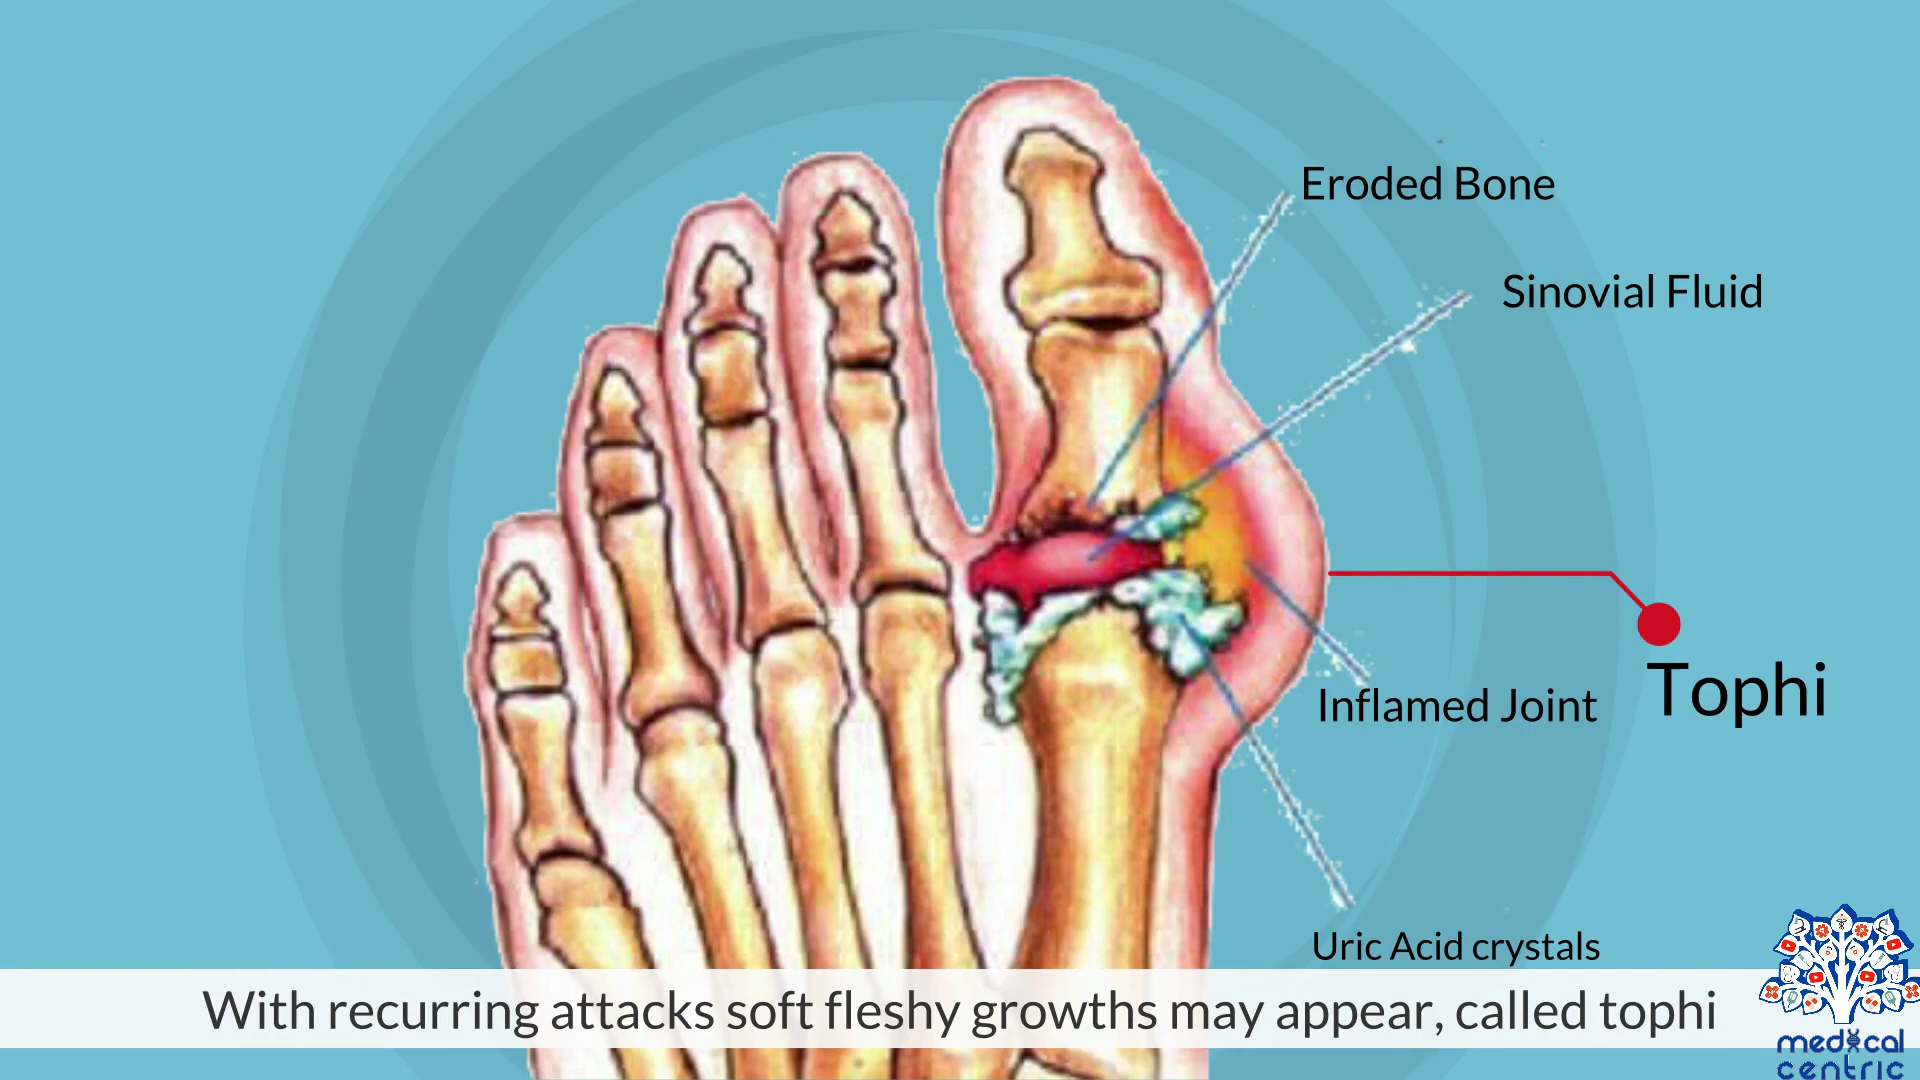 Eroded Bone
Sinovial Fluid
Tophi
Inflamed Joint
Uric Acid crystals
With recurring attacks soft fleshy growths may appear, called tophi
medical
centric